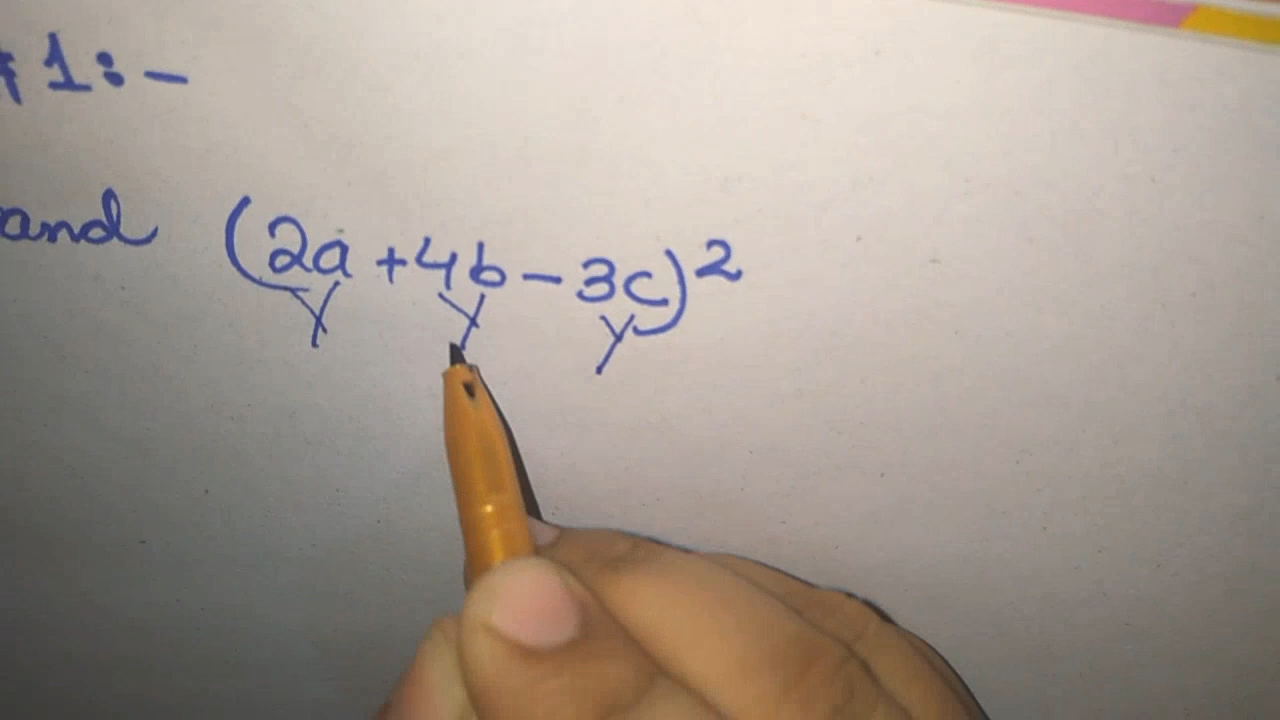 1:-
and (2a + 4b - 3c)²